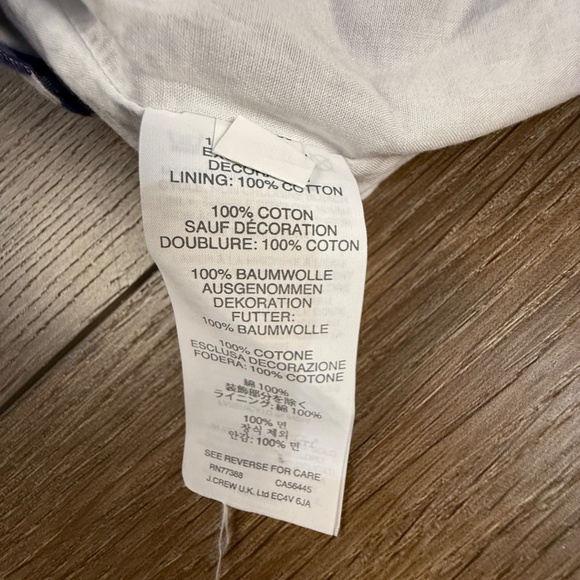 DECORA
LINING: 100% COTTON
100% COTON
SAUF DÉCORATION
DOUBLURE: 100% COTON
100% BAUMWOLLE
AUSGENOMMEN
DEKORATION
FUTTER:
100% BAUMWOLLE
100% COTONE
ESCLUSA DECORAZIONE
FODERA: 100% COTONE
綿 100%
装飾部分を除く
ライニング: 綿 100%
100% 면
장식 제외
안감: 100% 면
SEE REVERSE FOR CARE
RN77388 CA56445
J.CREW U.K. Ltd EC4V 6JA